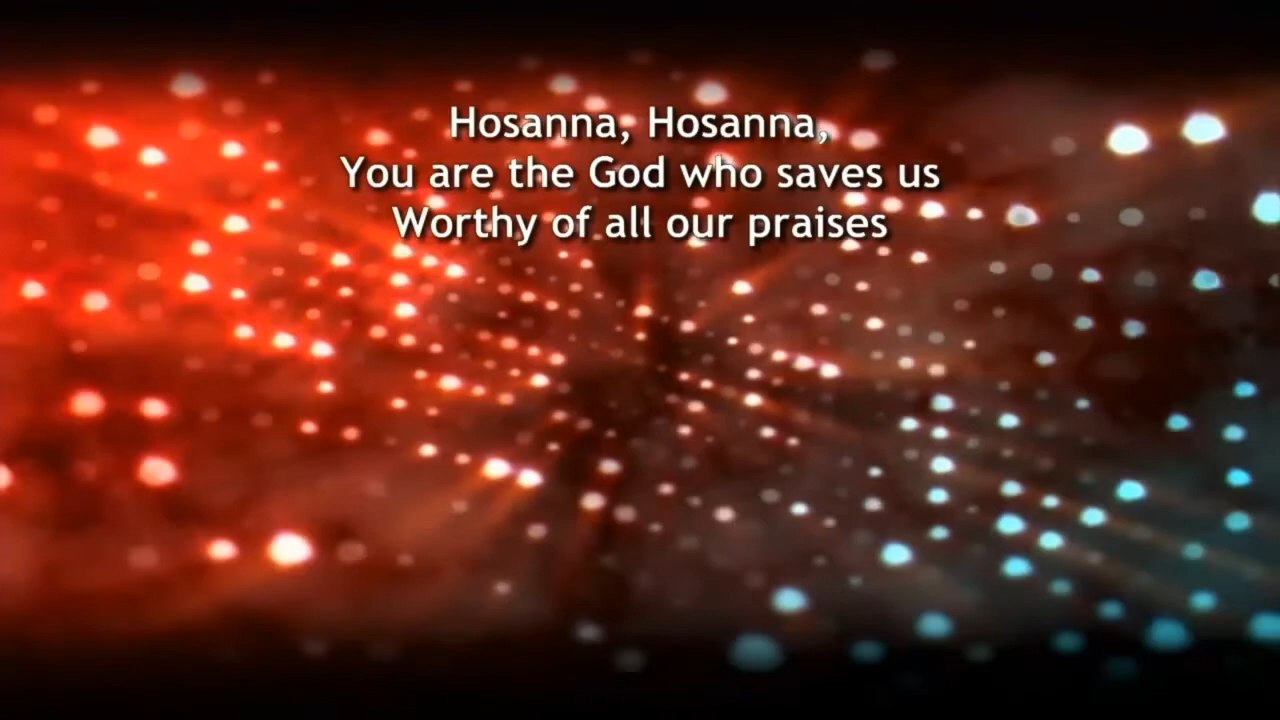 Hosanna, Hosanna,
You are the God who saves us
Worthy of all our praises